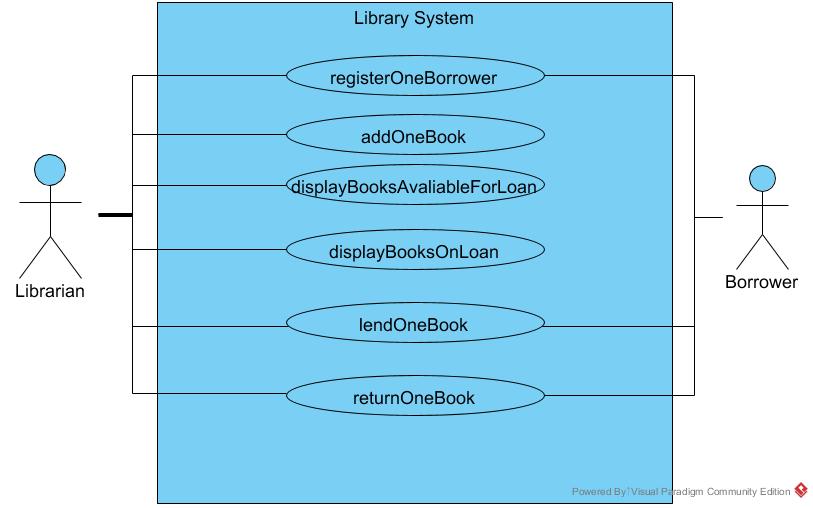 Library System
registerOneBorrower
addOneBook
displayBooksAvaliableForLoan
displayBooksOnLoan
lendOneBook
returnOneBook
Librarian
Borrower
Powered By Visual Paradigm Community Edition